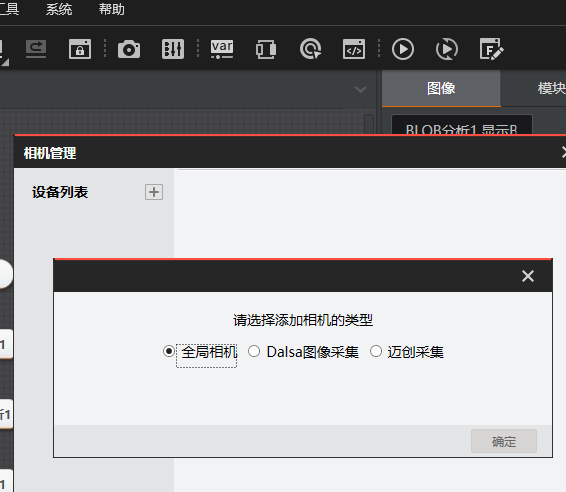 工具 系统 帮助
var
图像 模块
BLOB分析1.显示B
相机管理
设备列表
请选择添加相机的类型
全局相机 Dalsa图像采集 迈创采集
1
析1
1
确定